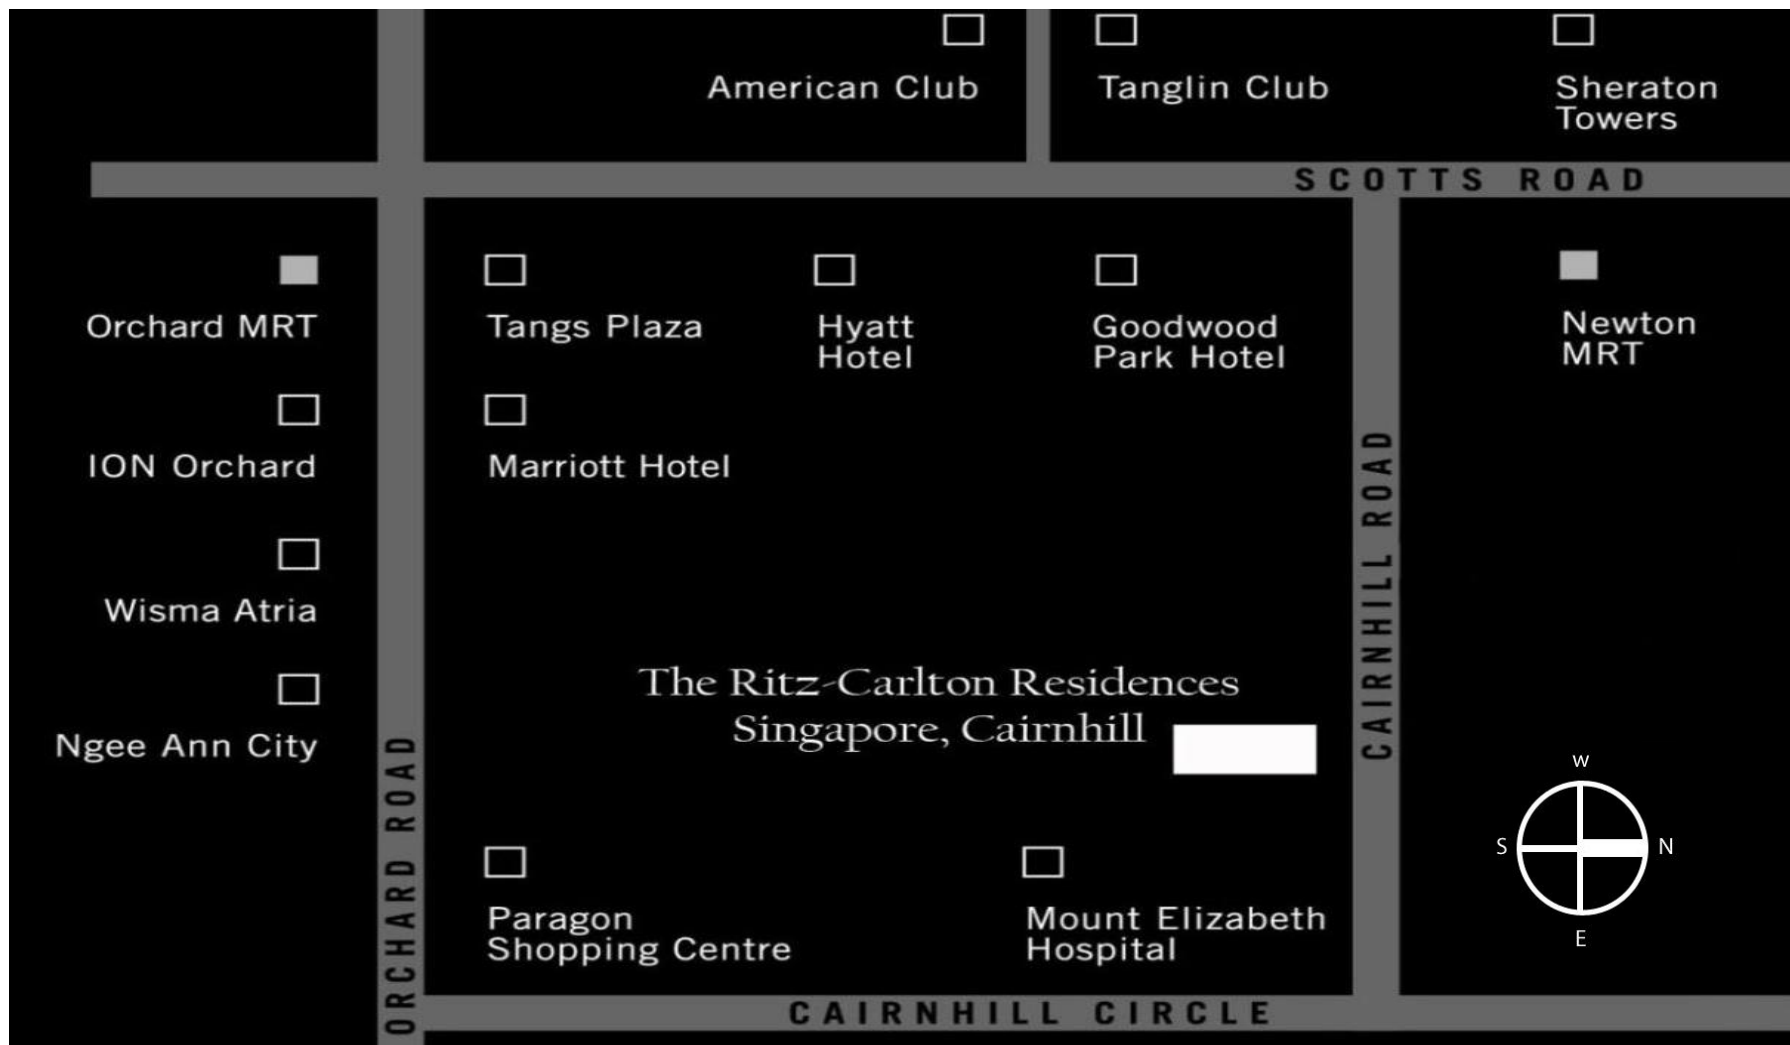 American Club
Tanglin Club
Sheraton
Towers
SCOTTS ROAD
Orchard MRT
Tangs Plaza
Hyatt
Hotel
Goodwood
Park Hotel
Newton
MRT
ION Orchard
Marriott Hotel
CAIRNHILL ROAD
Wisma Atria
The Ritz-Carlton Residences
Singapore, Cairnhill
Ngee Ann City
ORCHARD ROAD
W
S
N
E
Paragon
Shopping Centre
Mount Elizabeth
Hospital
CAIRNHILL CIRCLE